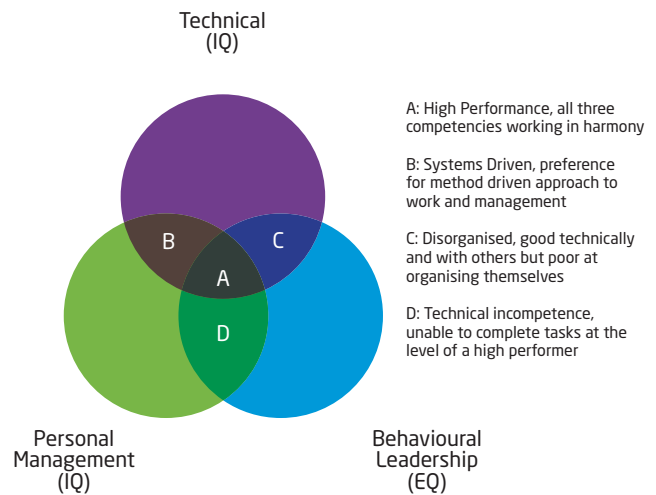 Technical
(IQ)
A: High Performance, all three
competencies working in harmony
B: Systems Driven, preference
for method driven approach to
work and management
C: Disorganised, good technically
and with others but poor at
organising themselves
D: Technical incompetence,
unable to complete tasks at the
level of a high performer
B
C
A
D
Personal
Management
(IQ)
Behavioural
Leadership
(EQ)